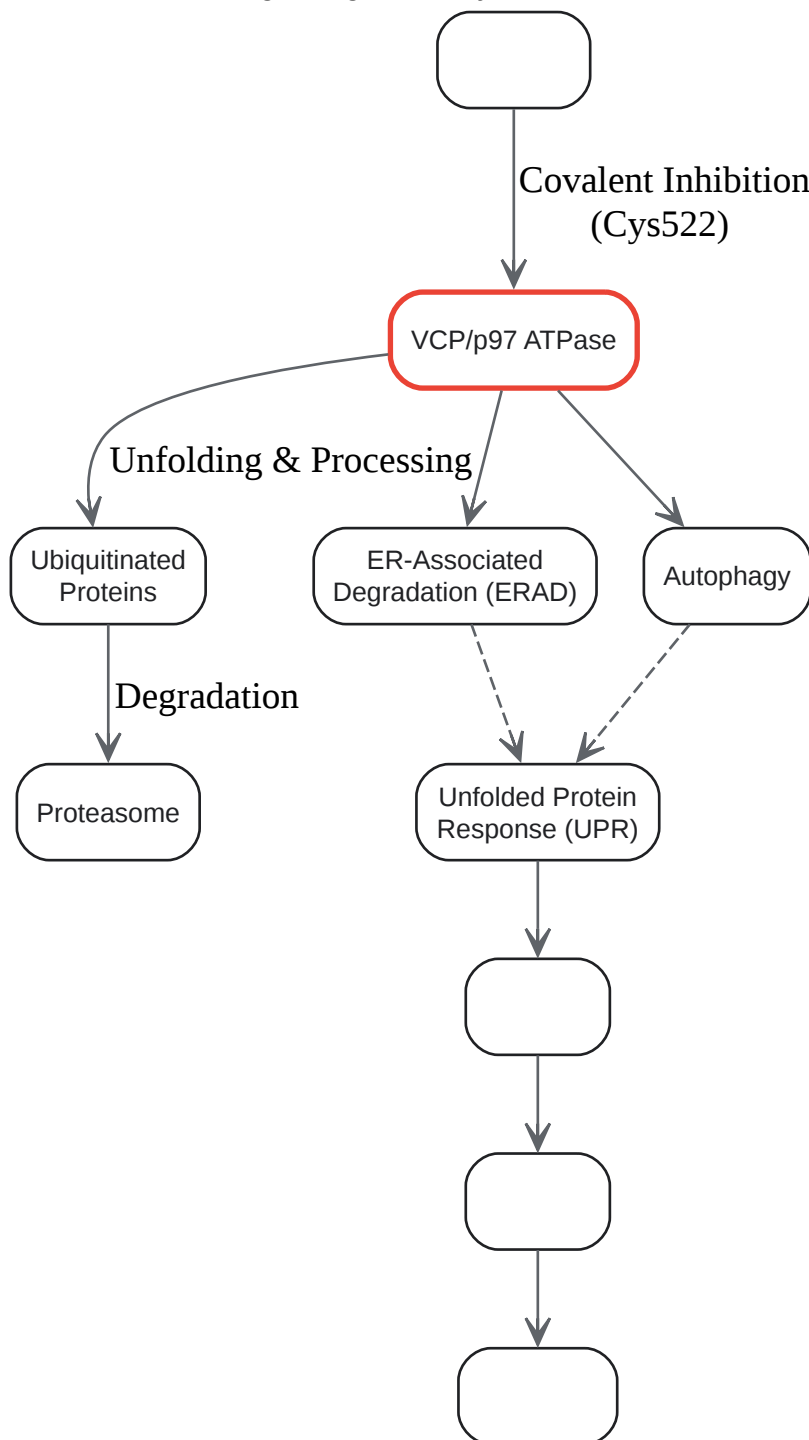 Covalent Inhibition
(Cys522)
VCP/p97 ATPase
Unfolding & Processing
Ubiquitinated
Proteins
ER-Associated
Degradation (ERAD)
Autophagy
Degradation
Proteasome
Unfolded Protein
Response (UPR)